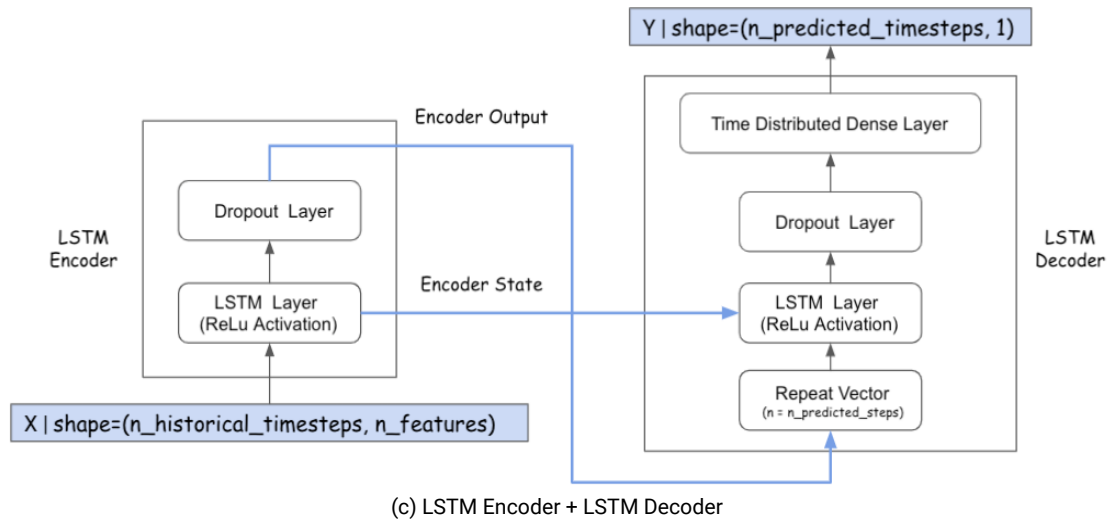 Y | shape=(n_predicted_timesteps, 1)
Time Distributed Dense Layer
Encoder Output
Dropout Layer
Dropout Layer
LSTM
Encoder
LSTM
Decoder
Encoder State
LSTM Layer
(ReLu Activation)
LSTM Layer
(ReLu Activation)
Repeat Vector
(n = n_predicted_steps)
X | shape=(n_historical_timesteps, n_features)
(c) LSTM Encoder + LSTM Decoder